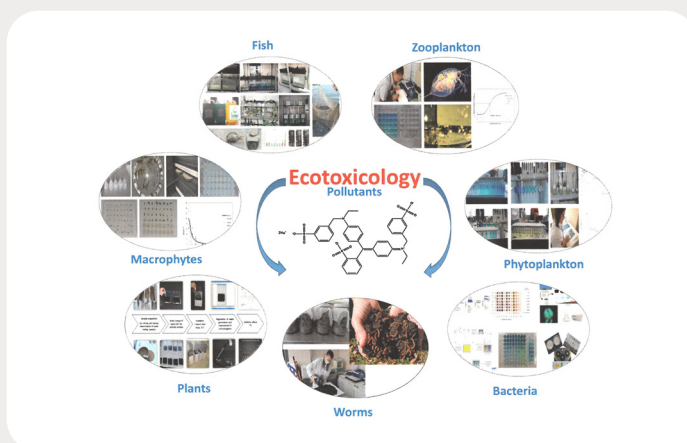 Fish
Zooplankton
Ecotoxicology
Pollutants
Macrophytes
Phytoplankton
Plants
Worms
Bacteria